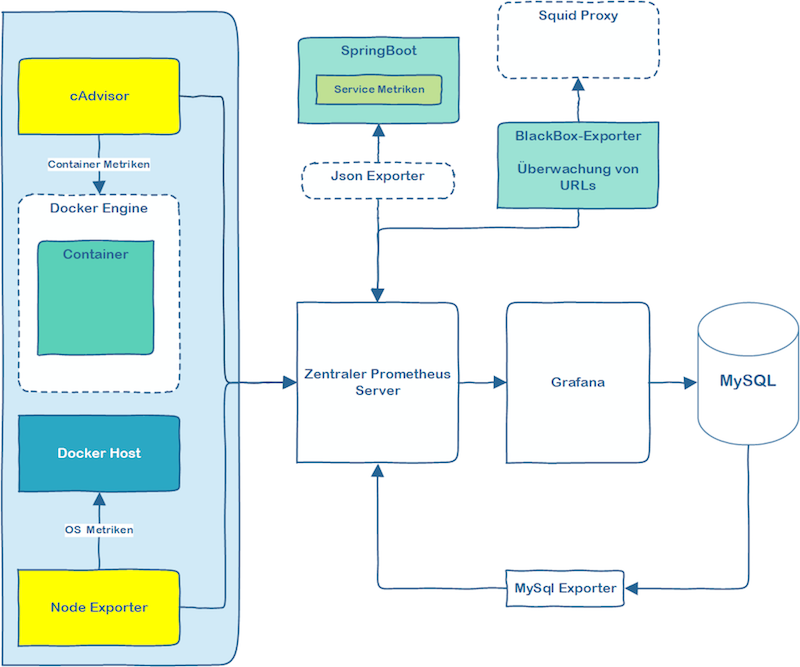 cAdvisor
Container Metriken
Docker Engine
Container
Docker Host
OS Metriken
Node Exporter
SpringBoot
Service Metriken
Json Exporter
Squid Proxy
BlackBox-Exporter
Überwachung von
URLs
Zentraler Prometheus
Server
Grafana
MySQL
MySql Exporter